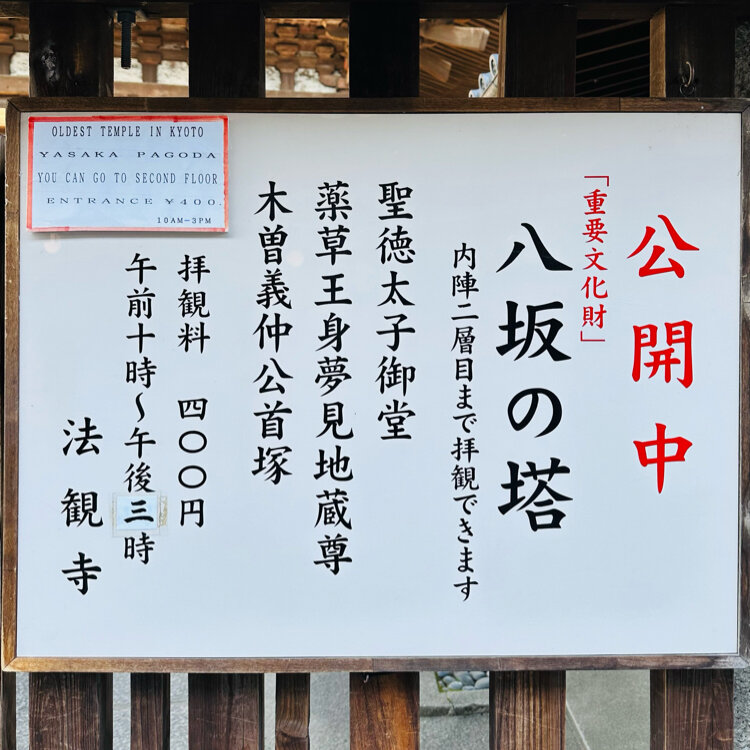 公開中
「重要文化財」
八坂の塔
内陣二層目まで拝観できます
聖徳太子御堂
薬草王身夢見地蔵尊
木曽義仲公首塚
拝観料 四〇〇円
午前十時～午後三時
法観寺
OLDEST TEMPLE IN KYOTO
YASAKA PAGODA
YOU CAN GO TO SECOND FLOOR
ENTRANCE ¥400.
10AM-3PM